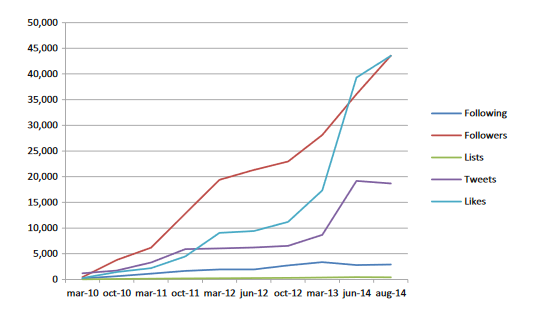 50,000
45,000
40,000
35,000
30,000
25,000
20,000
15,000
10,000
5,000
0
mar-10 oct-10 mar-11 oct-11 mar-12 jun-12 oct-12 mar-13 jun-14 aug-14
Following
Followers
Lists
Tweets
Likes